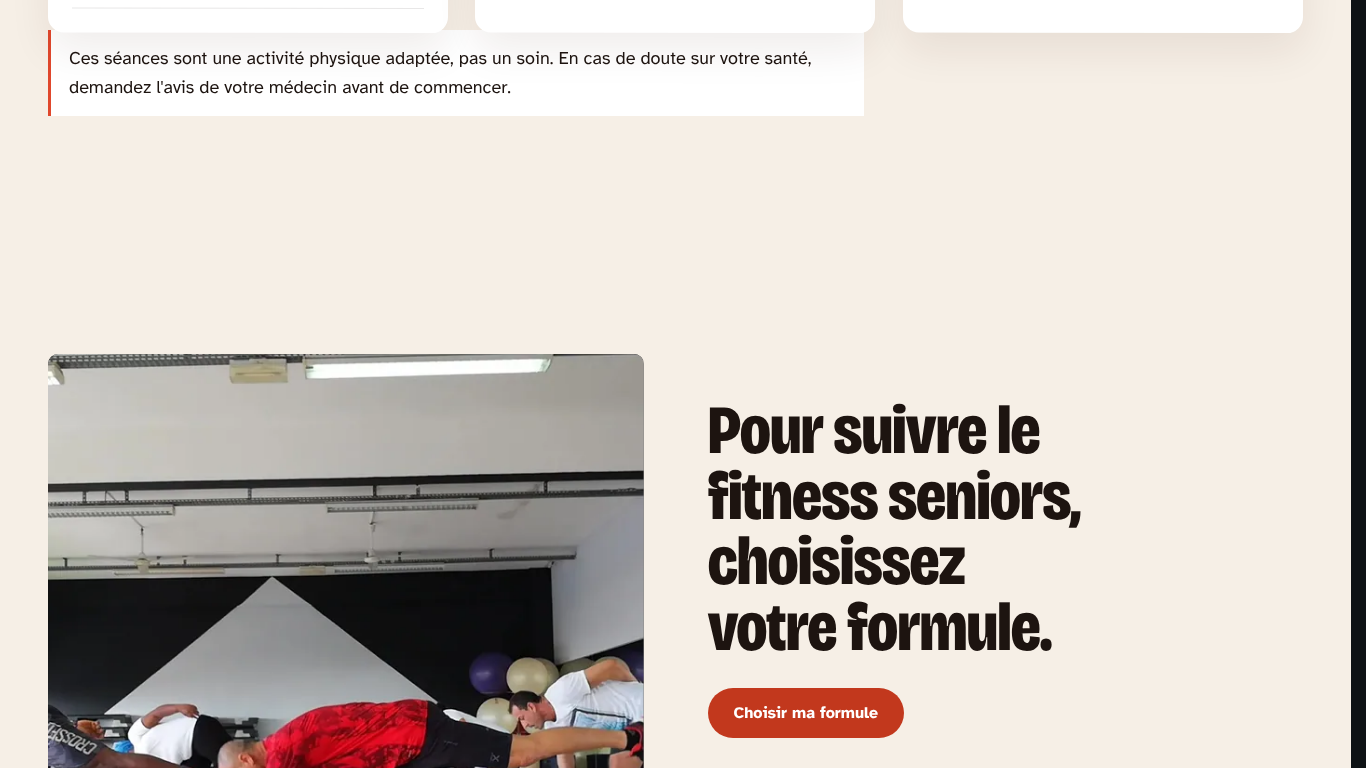 Ces séances sont une activité physique adaptée, pas un soin. En cas de doute sur votre santé,
demandez l'avis de votre médecin avant de commencer.
Pour suivre le
fitness seniors,
choisissez
votre formule.
Choisir ma formule